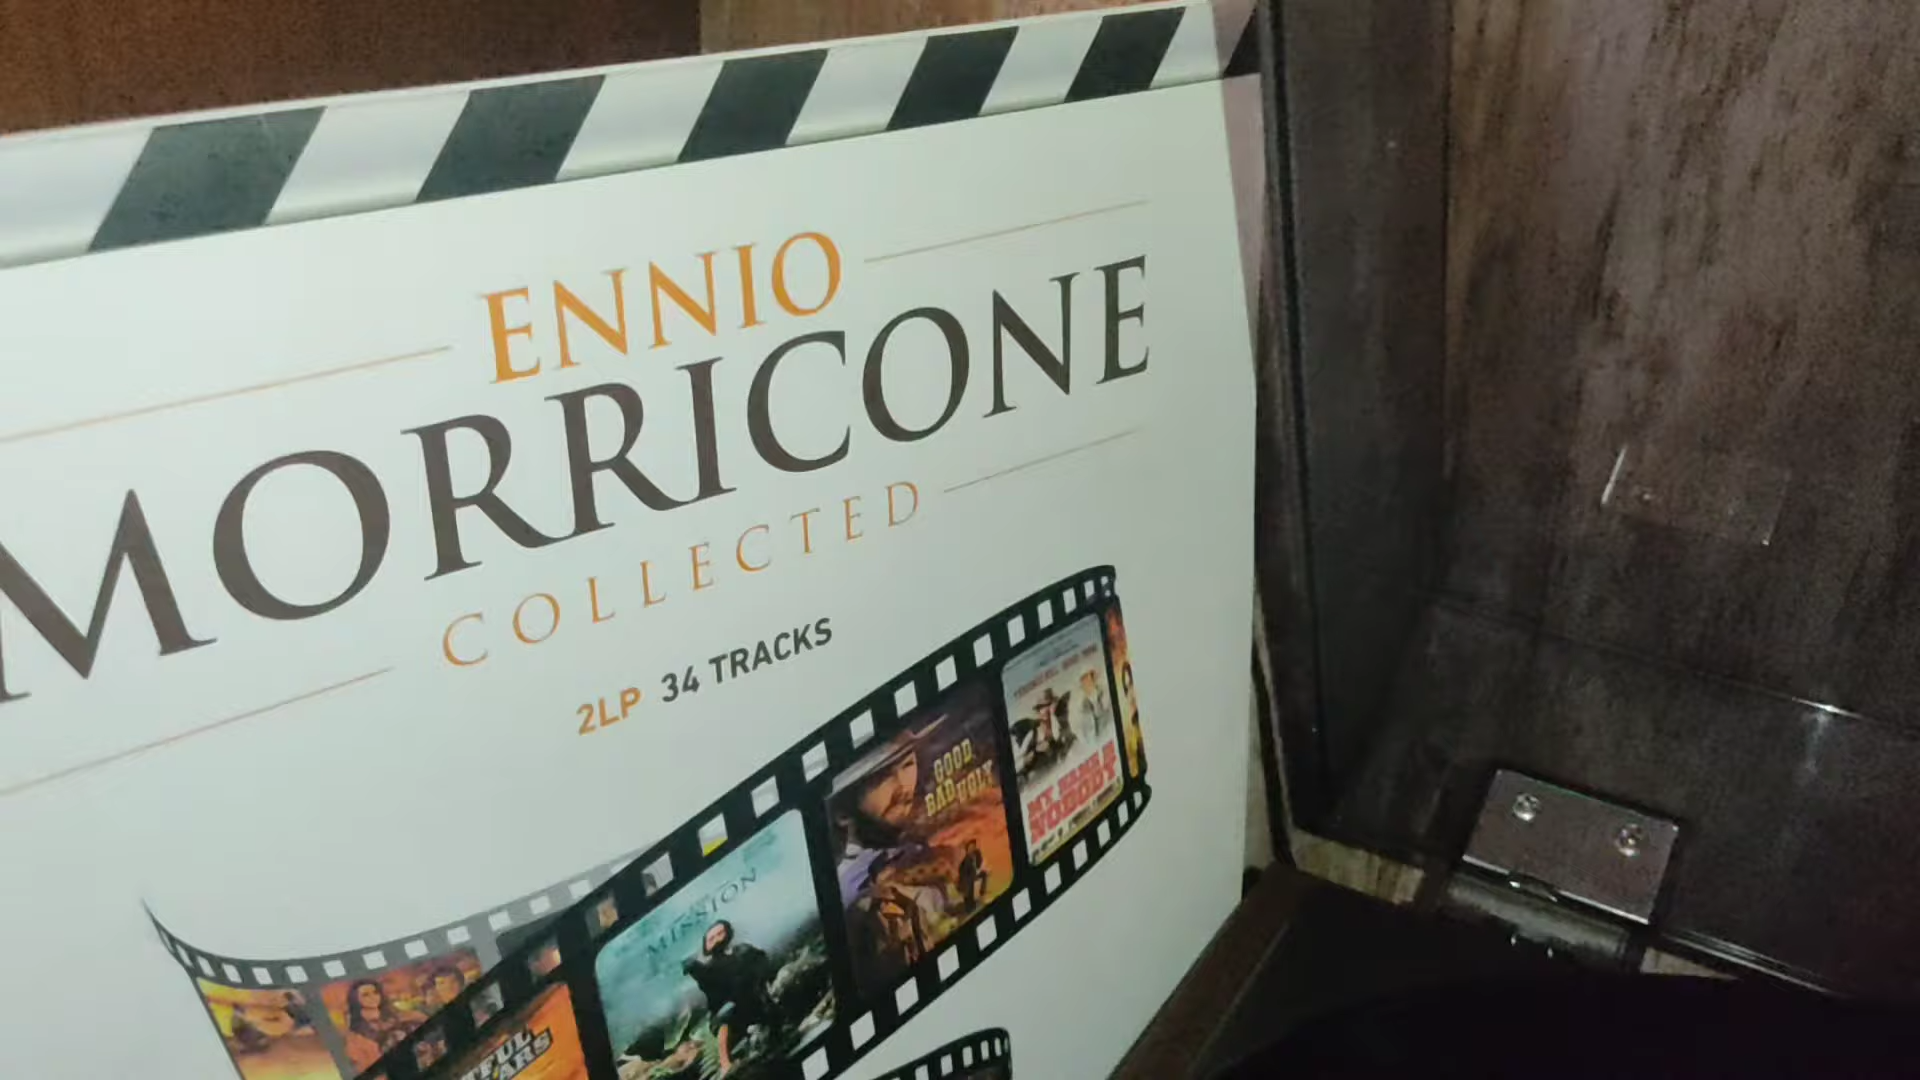 ENNIO
MORRICONE
COLLECTED
2LP 34 TRACKS
GOOD
BAD UGLY
MY NAME IS
NOBODY
MISSION